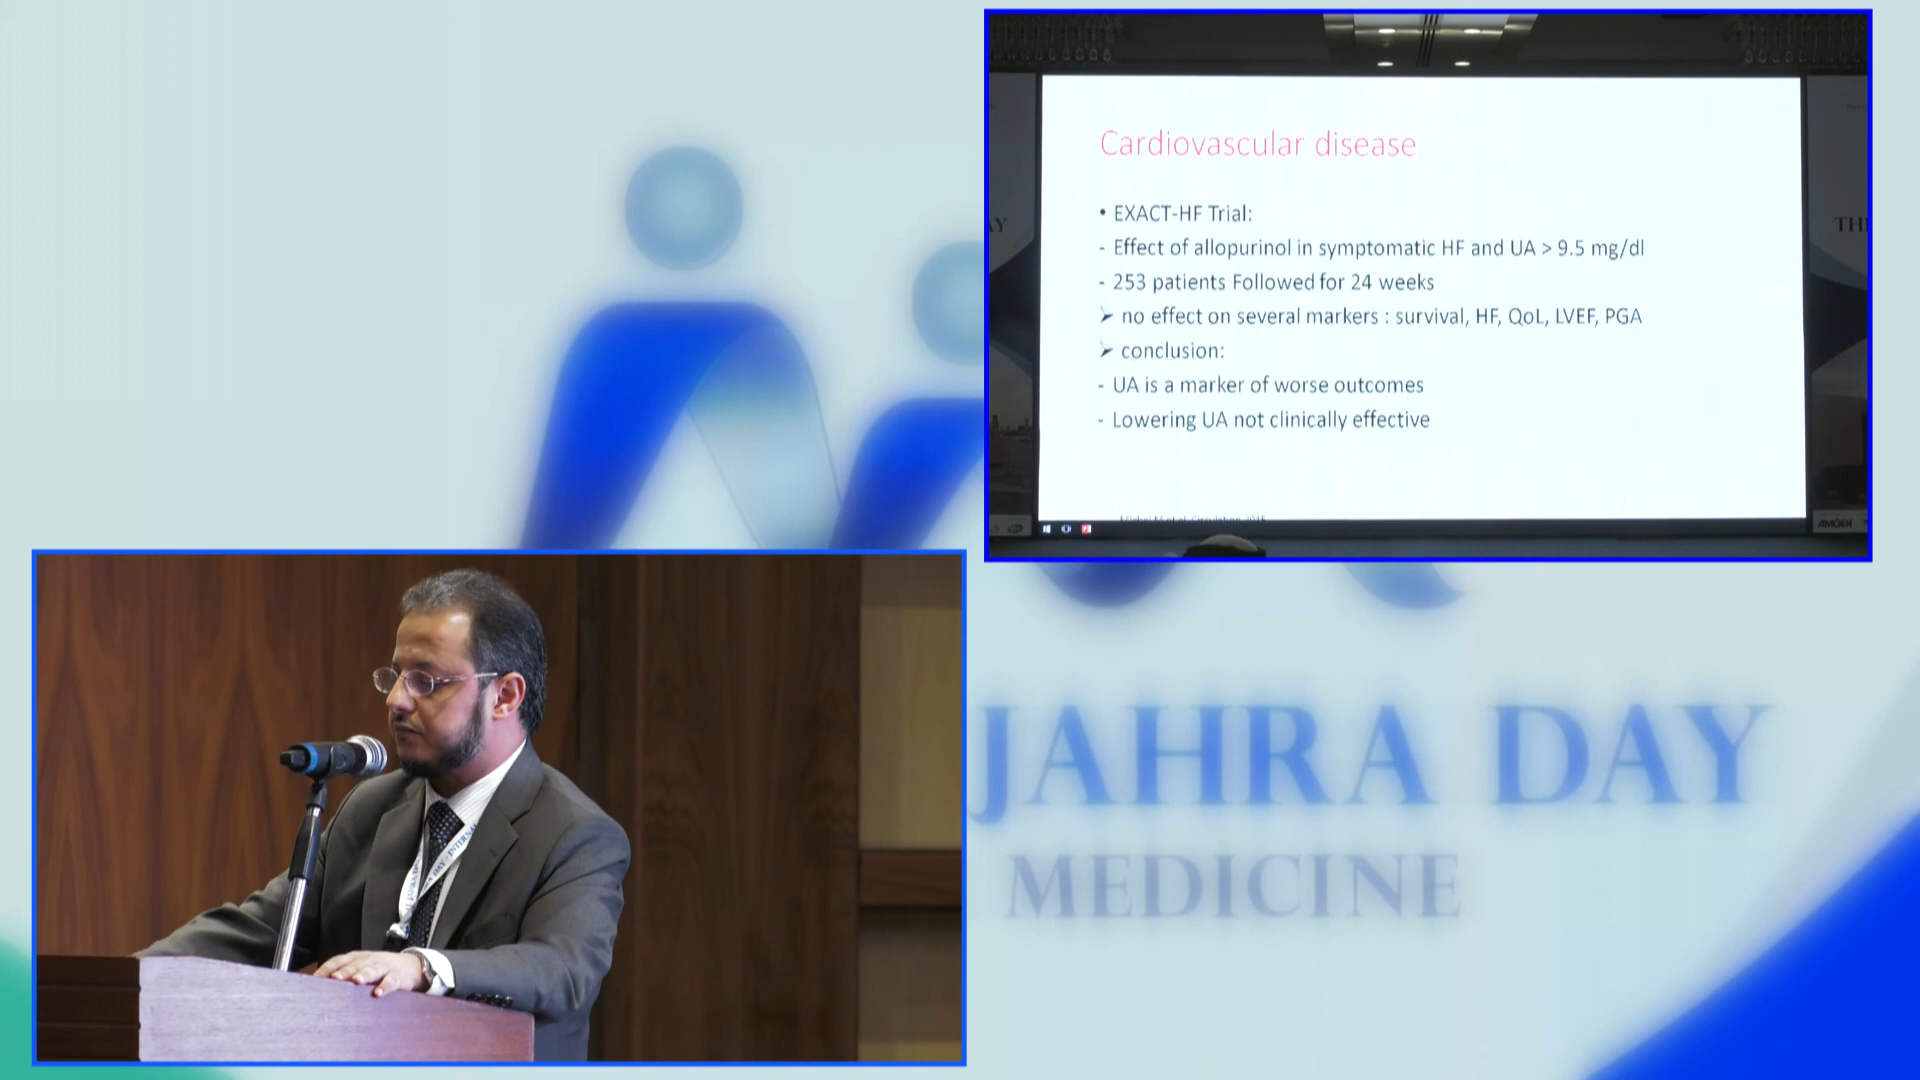 Cardiovascular disease
• EXACT-HF Trial:
- Effect of allopurinol in symptomatic HF and UA > 9.5 mg/dl
- 253 patients Followed for 24 weeks
➢ no effect on several markers : survival, HF, QoL, LVEF, PGA
➢ conclusion:
- UA is a marker of worse outcomes
- Lowering UA not clinically effective
AMGEN
JAHRA DAY
MEDICINE